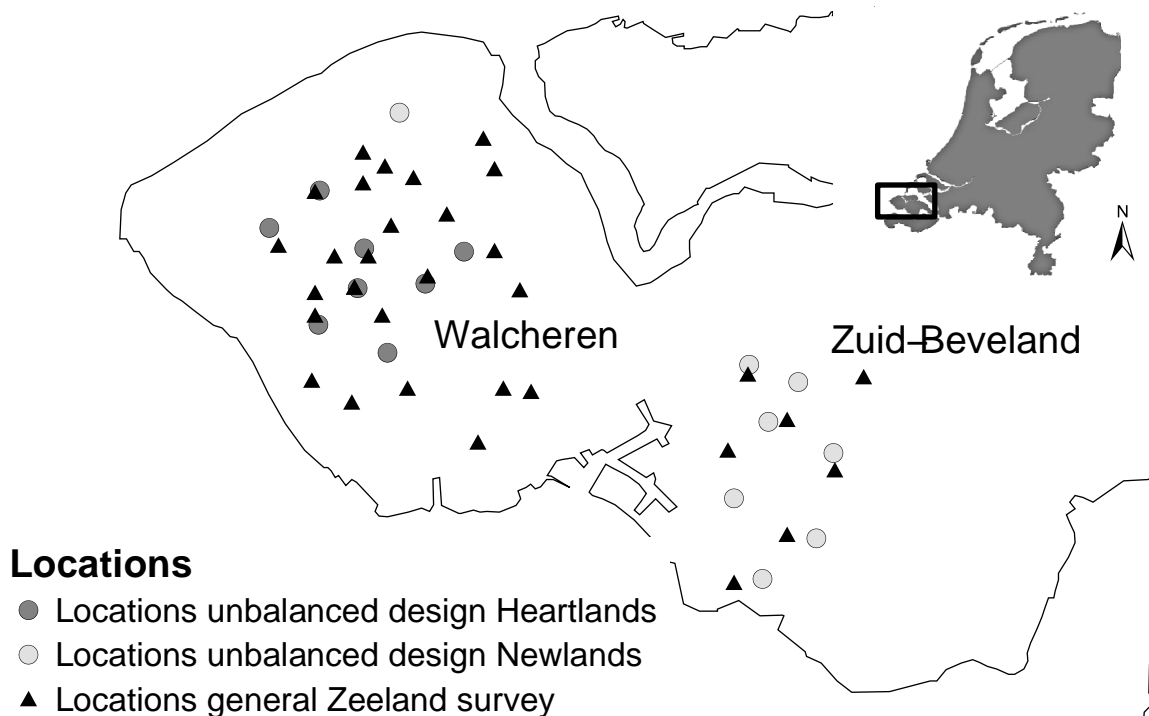 N
Walcheren
Zuid–Beveland
Locations
Locations unbalanced design Heartlands
Locations unbalanced design Newlands
Locations general Zeeland survey